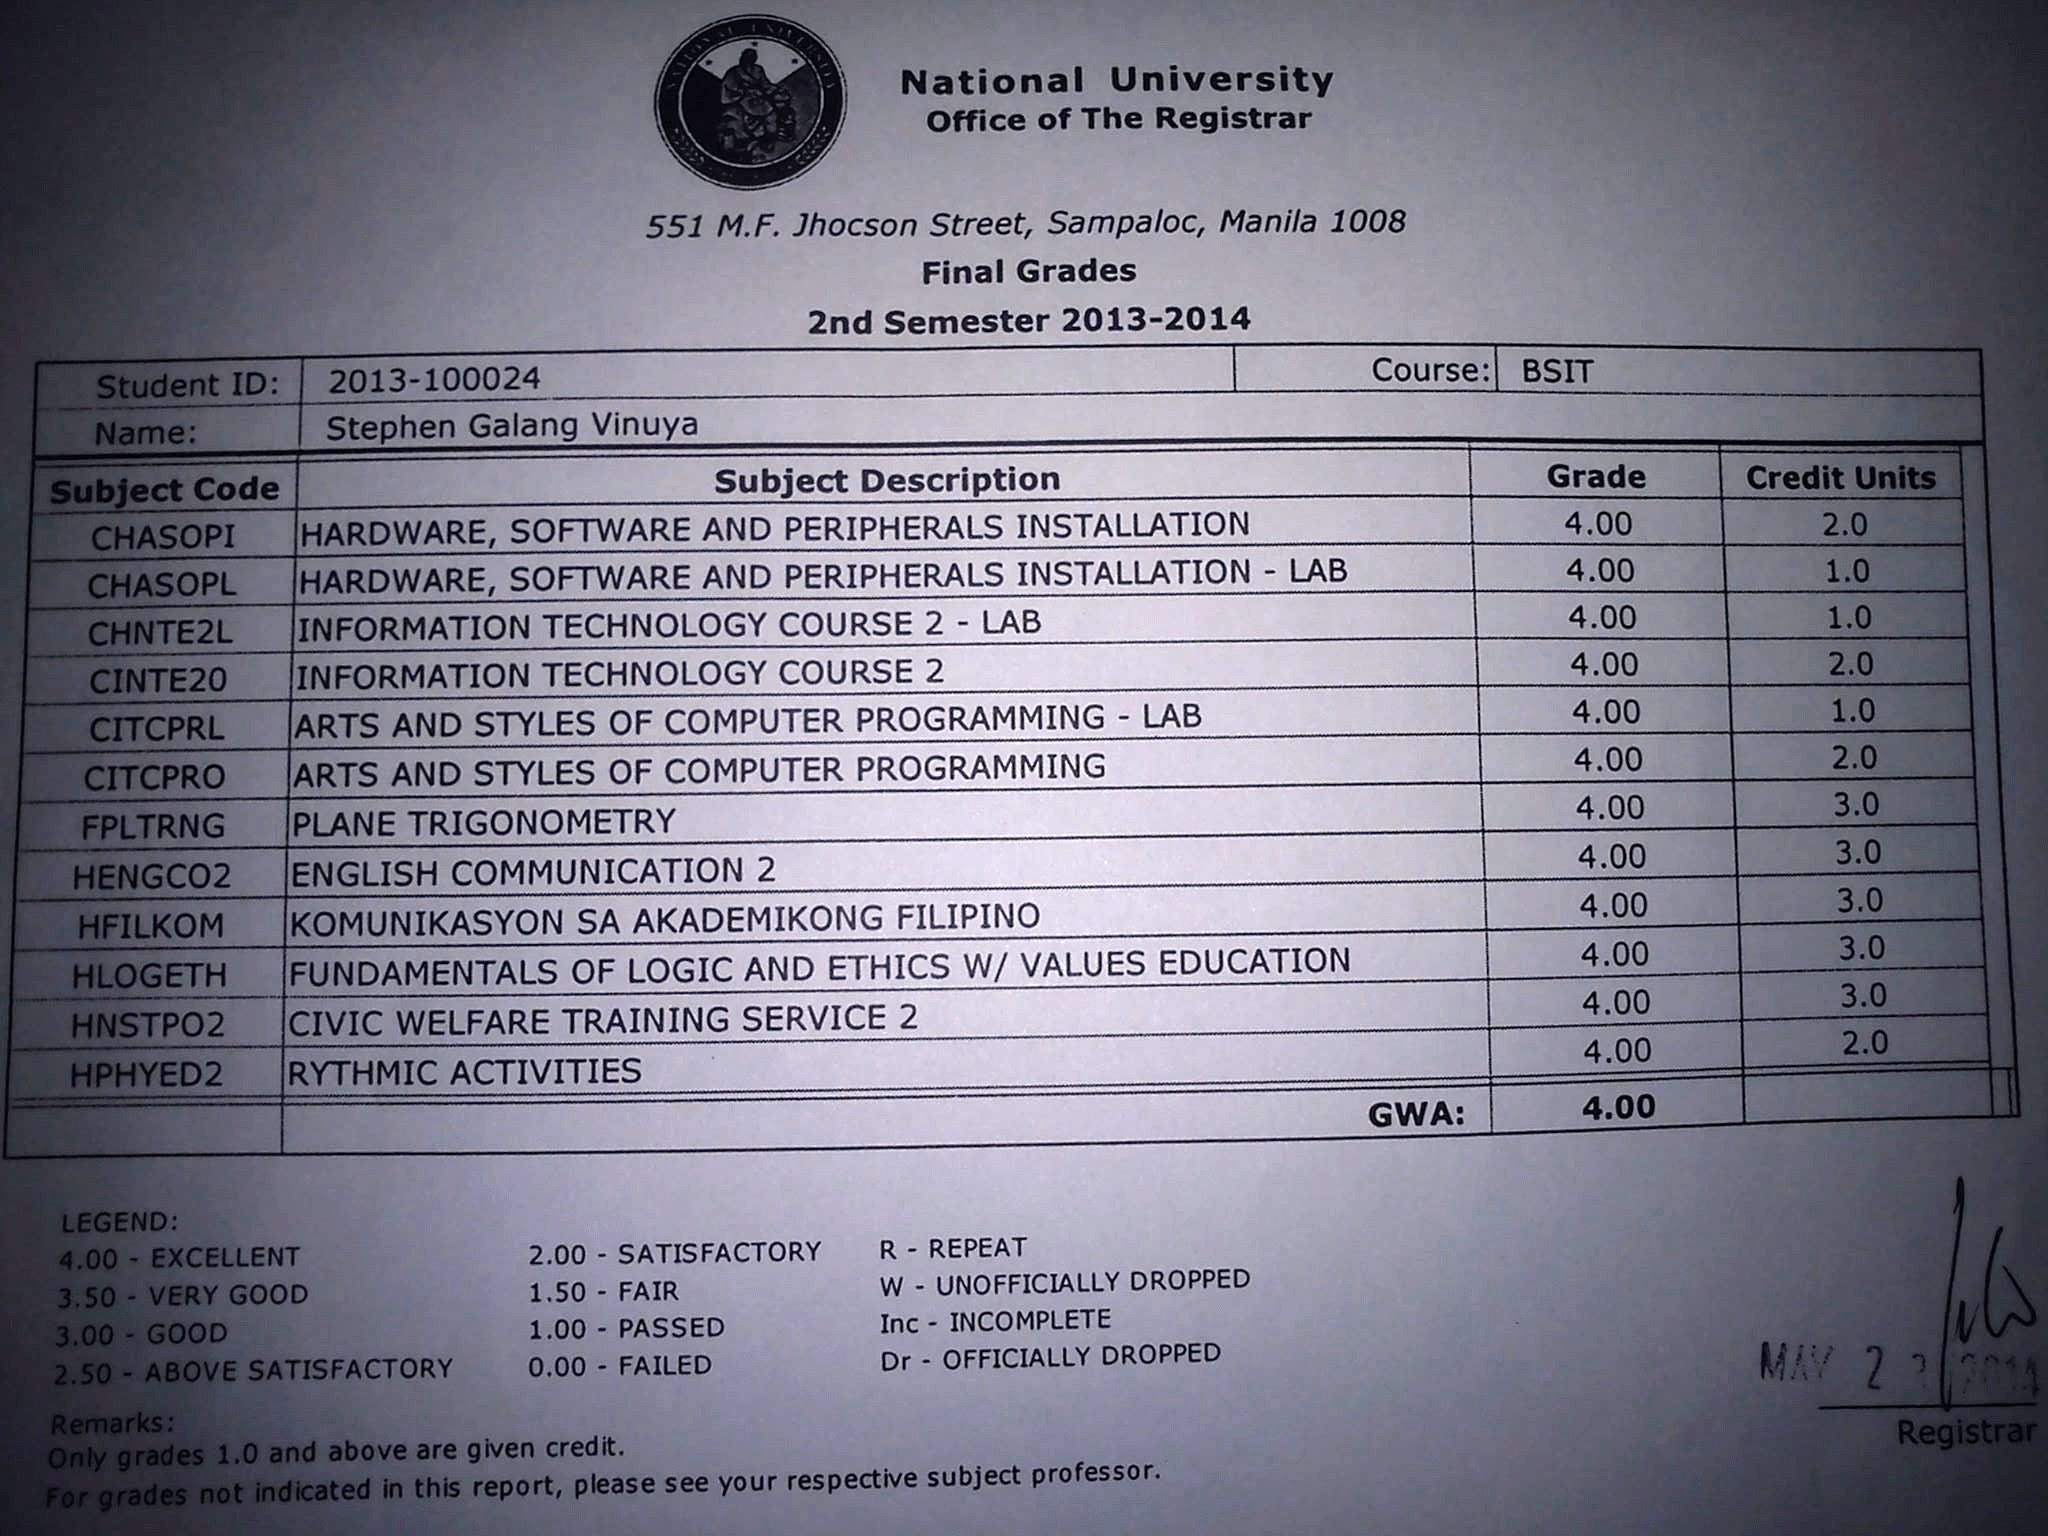 NATIONAL UNIVERSITY
National University
Office of The Registrar
551 M.F. Jhocson Street, Sampaloc, Manila 1008
Final Grades
2nd Semester 2013-2014
Student ID: 2013-100024 Course: BSIT
Name: Stephen Galang Vinuya
Subject Code Subject Description Grade Credit Units
CHASOPI HARDWARE, SOFTWARE AND PERIPHERALS INSTALLATION 4.00 2.0
CHASOPL HARDWARE, SOFTWARE AND PERIPHERALS INSTALLATION - LAB 4.00 1.0
CHNTE2L INFORMATION TECHNOLOGY COURSE 2 - LAB 4.00 1.0
CINTE20 INFORMATION TECHNOLOGY COURSE 2 4.00 2.0
CITCPRL ARTS AND STYLES OF COMPUTER PROGRAMMING - LAB 4.00 1.0
CITCPRO ARTS AND STYLES OF COMPUTER PROGRAMMING 4.00 2.0
FPLTRNG PLANE TRIGONOMETRY 4.00 3.0
HENGCO2 ENGLISH COMMUNICATION 2 4.00 3.0
HFILKOM KOMUNIKASYON SA AKADEMIKONG FILIPINO 4.00 3.0
HLOGETH FUNDAMENTALS OF LOGIC AND ETHICS W/ VALUES EDUCATION 4.00 3.0
HNSTPO2 CIVIC WELFARE TRAINING SERVICE 2 4.00 3.0
HPHYED2 RYTHMIC ACTIVITIES 4.00 2.0
GWA: 4.00
LEGEND:
4.00 - EXCELLENT 2.00 - SATISFACTORY R - REPEAT
3.50 - VERY GOOD 1.50 - FAIR W - UNOFFICIALLY DROPPED
3.00 - GOOD 1.00 - PASSED Inc - INCOMPLETE
2.50 - ABOVE SATISFACTORY 0.00 - FAILED Dr - OFFICIALLY DROPPED
MAY 23 2014
Registrar
Remarks:
Only grades 1.0 and above are given credit.
For grades not indicated in this report, please see your respective subject professor.